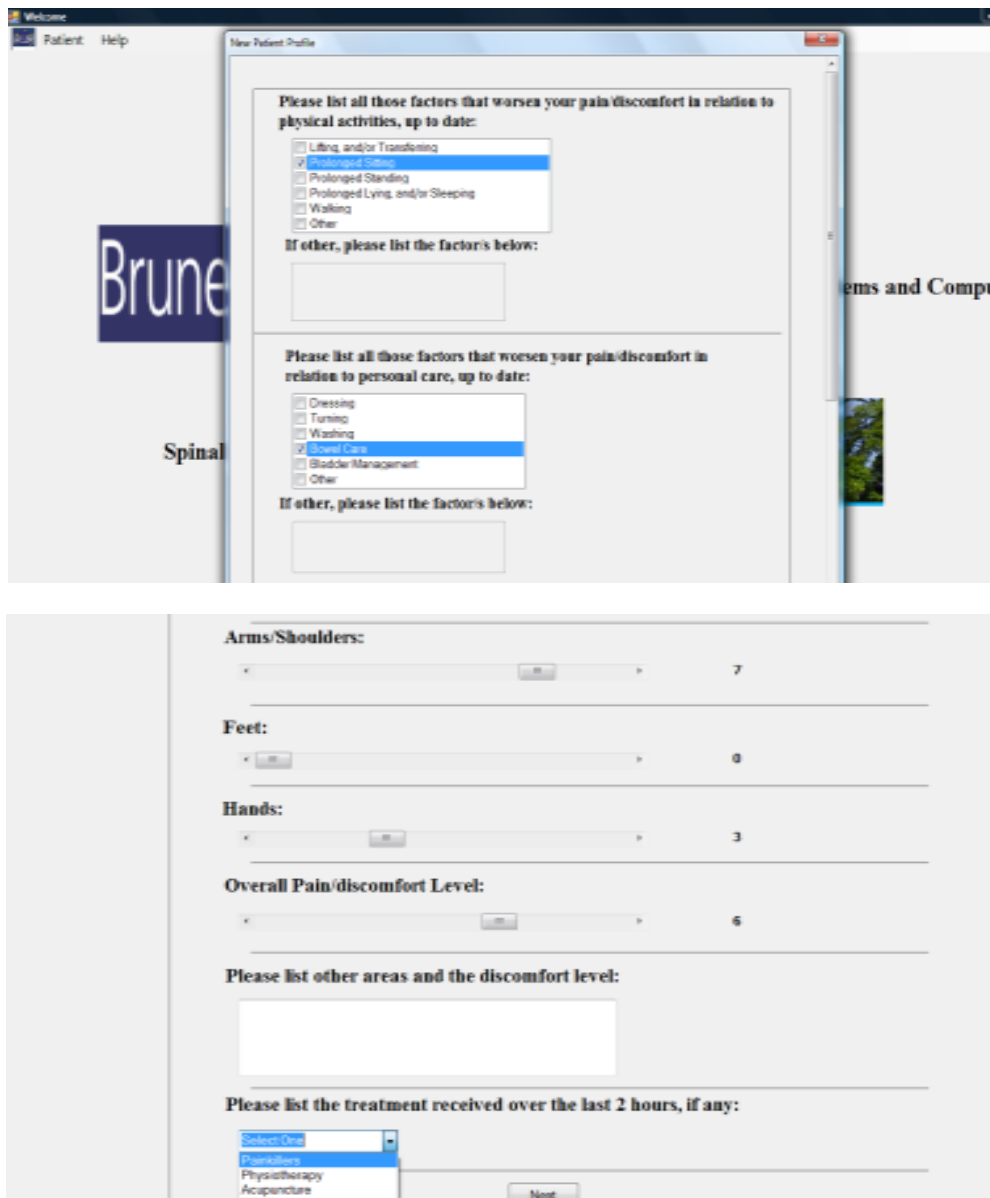 Welcome
Patient Help
New Patient Profile
Please list all those factors that worsen your pain/discomfort in relation to
physical activities, up to date:
Lifting, and/or Transferring
Prolonged Sitting
Prolonged Standing
Prolonged Lying, and/or Sleeping
Walking
Other
If other, please list the factor/s below:
Brune
ems and Compu
Please list all those factors that worsen your pain/discomfort in
relation to personal care, up to date:
Dressing
Turning
Washing
Bowel Care
Bladder Management
Other
Spinal
If other, please list the factor/s below:
Arms/Shoulders:
7
Feet:
0
Hands:
3
Overall Pain/discomfort Level:
6
Please list other areas and the discomfort level:
Please list the treatment received over the last 2 hours, if any:
Select One
Painkillers
Physiotherapy
Acupuncture
Next